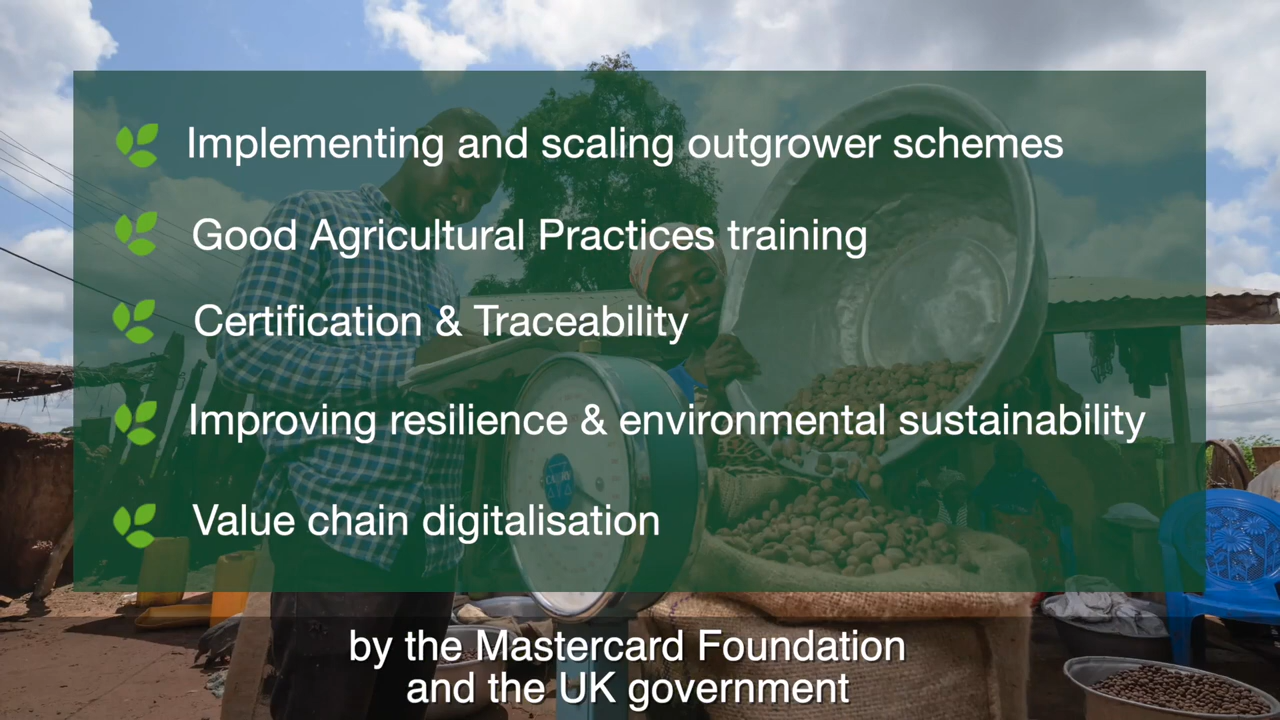 Implementing and scaling outgrower schemes
Good Agricultural Practices training
Certification & Traceability
Improving resilience & environmental sustainability
Value chain digitalisation
by the Mastercard Foundation
and the UK government